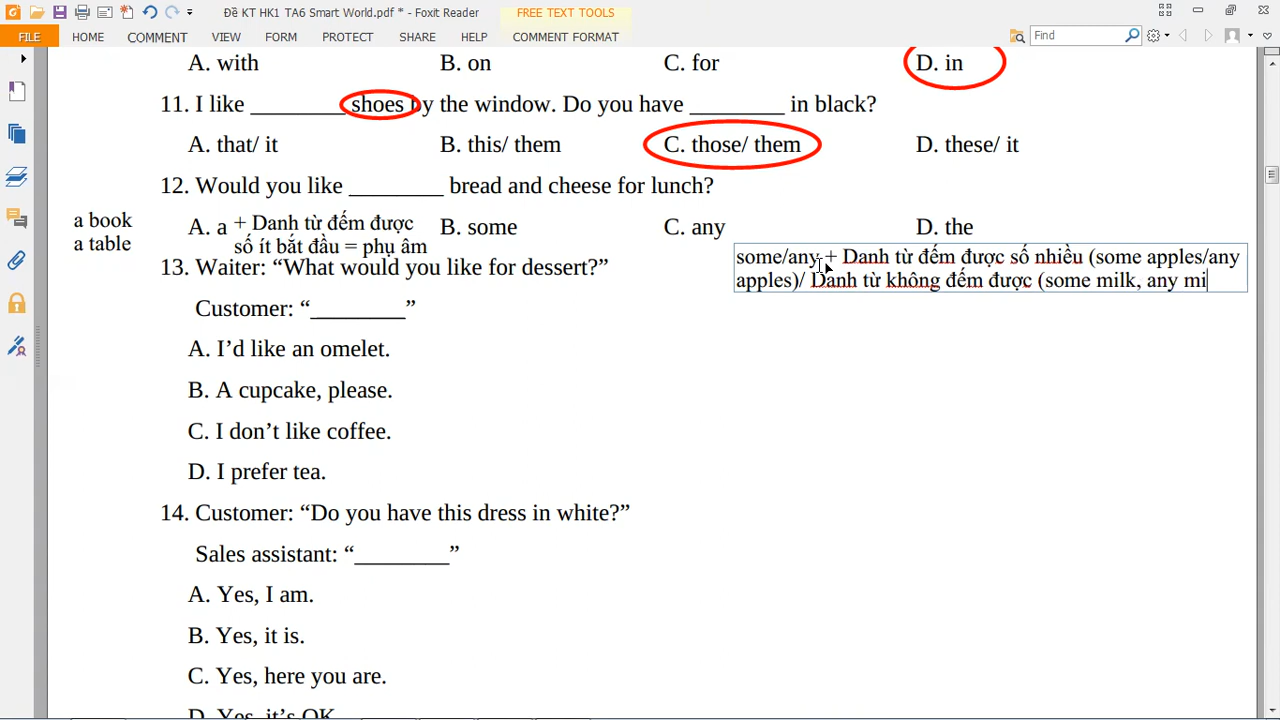 Đề KT HK1 TA6 Smart World.pdf * - Foxit Reader
FREE TEXT TOOLS
FILE HOME COMMENT VIEW FORM PROTECT SHARE HELP COMMENT FORMAT Find
A. with B. on C. for D. in
11. I like ________ shoes by the window. Do you have ________ in black?
A. that/ it B. this/ them C. those/ them D. these/ it
12. Would you like ________ bread and cheese for lunch?
a book
a table
A. a + Danh từ đếm được
số ít bắt đầu = phụ âm
B. some C. any D. the
some/any + Danh từ đếm được số nhiều (some apples/any
apples)/ Danh từ không đếm được (some milk, any mi
13. Waiter: “What would you like for dessert?”
Customer: “________”
A. I’d like an omelet.
B. A cupcake, please.
C. I don’t like coffee.
D. I prefer tea.
14. Customer: “Do you have this dress in white?”
Sales assistant: “________”
A. Yes, I am.
B. Yes, it is.
C. Yes, here you are.
D. Yes, it’s OK.